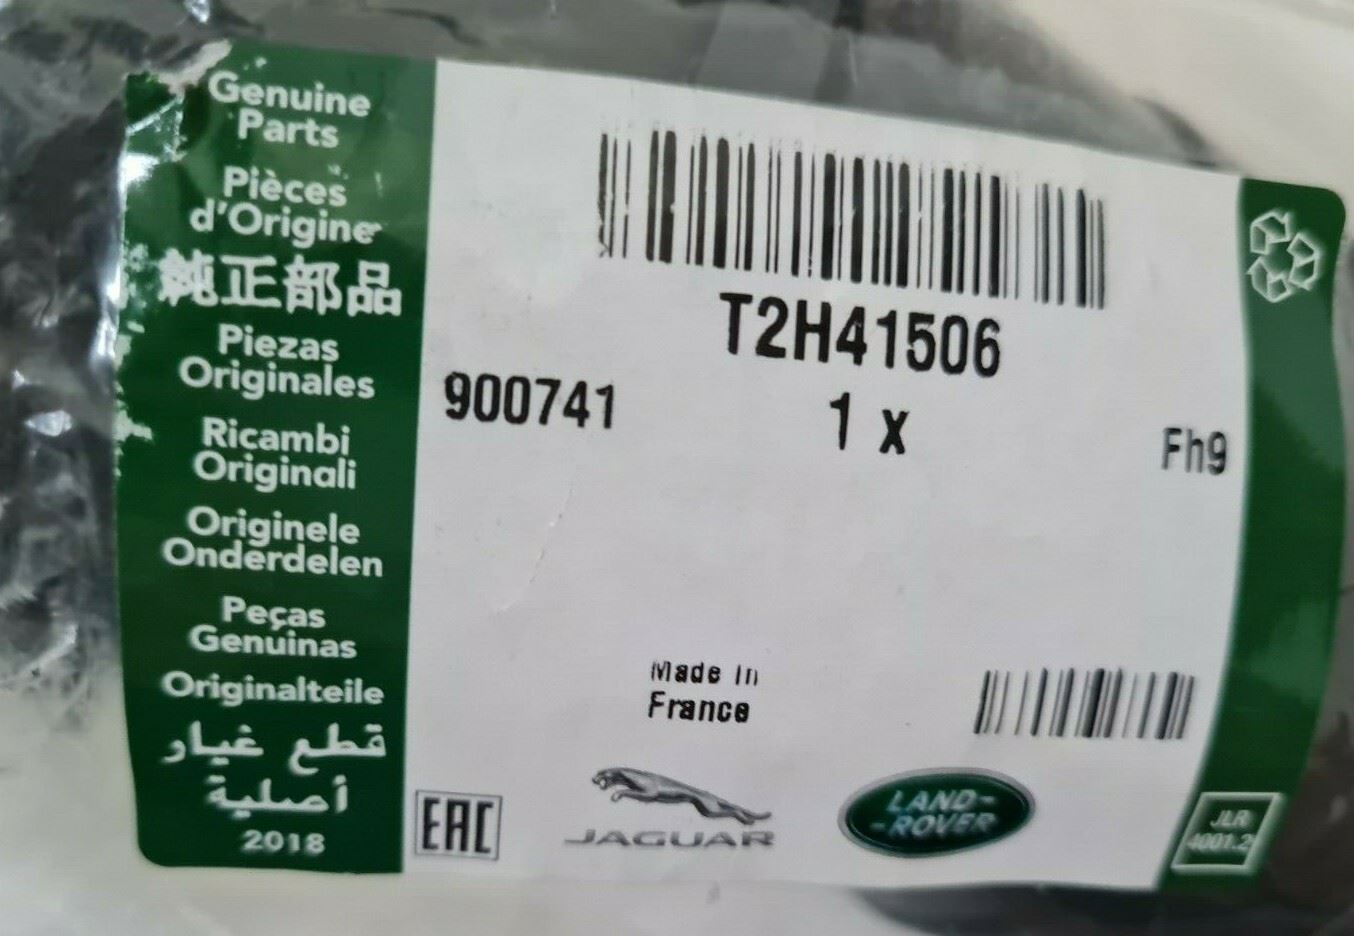 Genuine
Parts
Pièces
d'Origine
純正部品
Piezas
Originales
Ricambi
Originali
Originele
Onderdelen
Peças
Genuinas
Originalteile
قطع غيار
أصلية
2018
T2H41506
900741
1 x
Fh9
Made in
France
EAC
JAGUAR
LAND-
-ROVER
JLR
4001.2